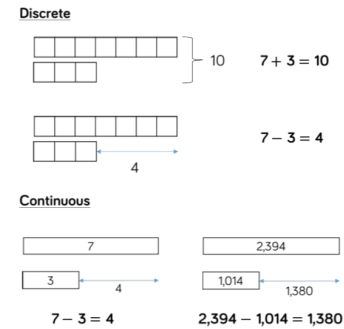 Discrete
10 7 + 3 = 10
7 − 3 = 4
4
Continuous
7 2,394
3 4 1,014 1,380
7 − 3 = 4 2,394 − 1,014 = 1,380